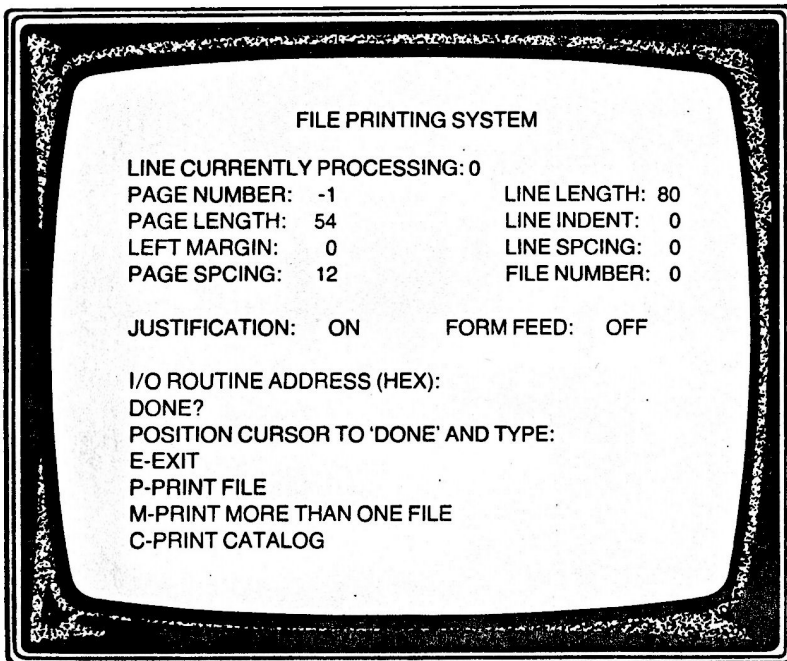 FILE PRINTING SYSTEM
LINE CURRENTLY PROCESSING: 0
PAGE NUMBER: -1 LINE LENGTH: 80
PAGE LENGTH: 54 LINE INDENT: 0
LEFT MARGIN: 0 LINE SPCING: 0
PAGE SPCING: 12 FILE NUMBER: 0
JUSTIFICATION: ON FORM FEED: OFF
I/O ROUTINE ADDRESS (HEX):
DONE?
POSITION CURSOR TO 'DONE' AND TYPE:
E-EXIT
P-PRINT FILE
M-PRINT MORE THAN ONE FILE
C-PRINT CATALOG